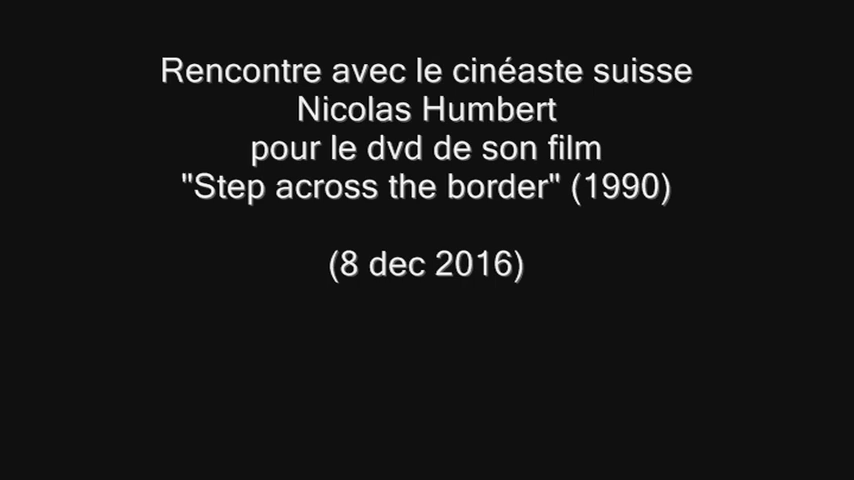 Rencontre avec le cinéaste suisse
Nicolas Humbert
pour le dvd de son film
"Step across the border" (1990)
(8 dec 2016)